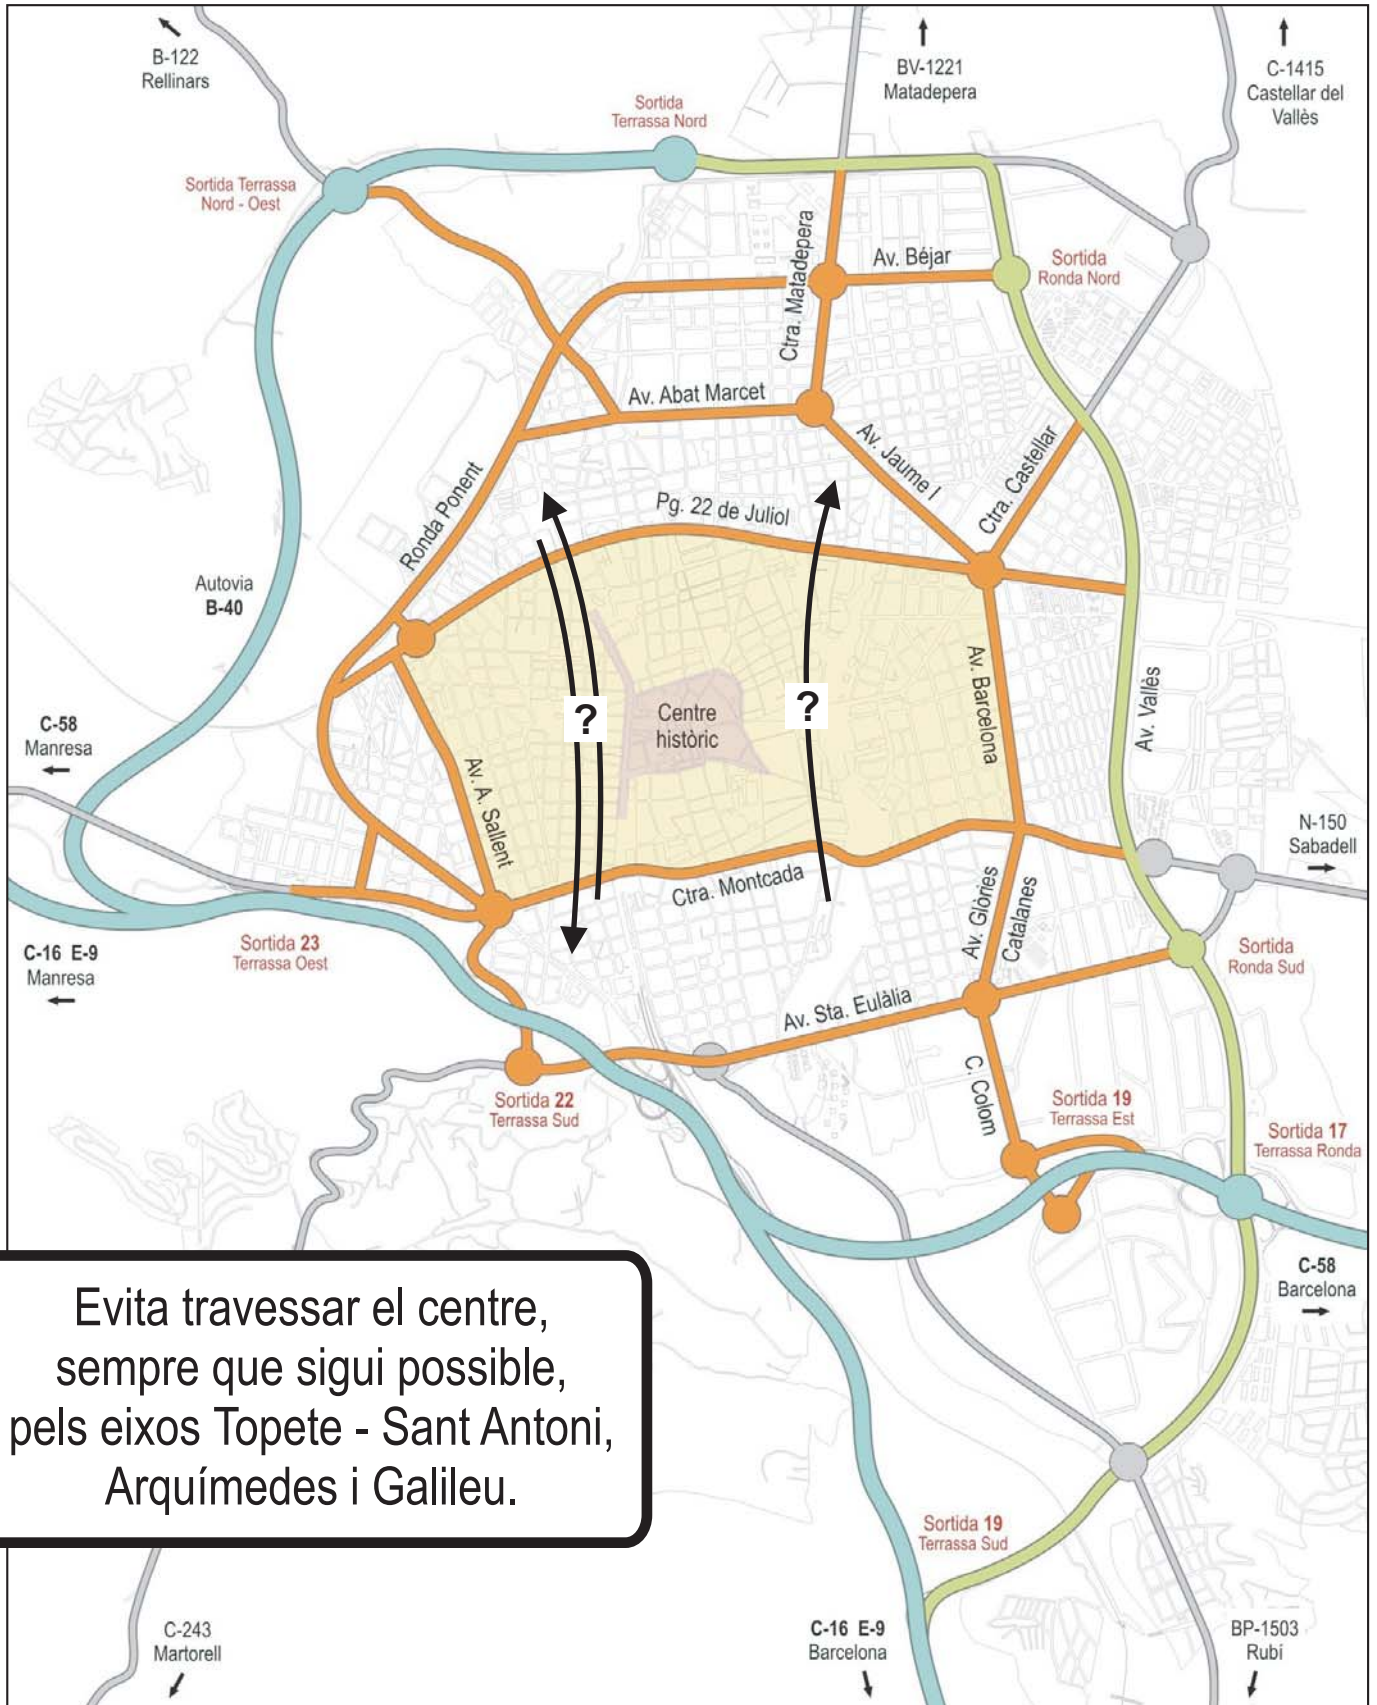 B-122
Rellinars
BV-1221
Matadepera
C-1415
Castellar del
Vallès
Sortida
Terrassa Nord
Sortida Terrassa
Nord - Oest
Ctra. Matadepera
Av. Béjar
Sortida
Ronda Nord
Av. Abat Marcet
Av. Jaume I
Ctra. Castellar
Ronda Ponent
Pg. 22 de Juliol
Autovia
B-40
Av. Barcelona
Av. Vallès
C-58
Manresa
?
Centre
històric
?
Av. A. Sallent
N-150
Sabadell
Ctra. Montcada
Av. Glòries
Catalanes
C-16 E-9
Manresa
Sortida 23
Terrassa Oest
Sortida
Ronda Sud
Av. Sta. Eulàlia
C. Colom
Sortida 22
Terrassa Sud
Sortida 19
Terrassa Est
Sortida 17
Terrassa Ronda
C-58
Barcelona
Evita travessar el centre,
sempre que sigui possible,
pels eixos Topete - Sant Antoni,
Arquímedes i Galileu.
Sortida 19
Terrassa Sud
C-243
Martorell
C-16 E-9
Barcelona
BP-1503
Rubí